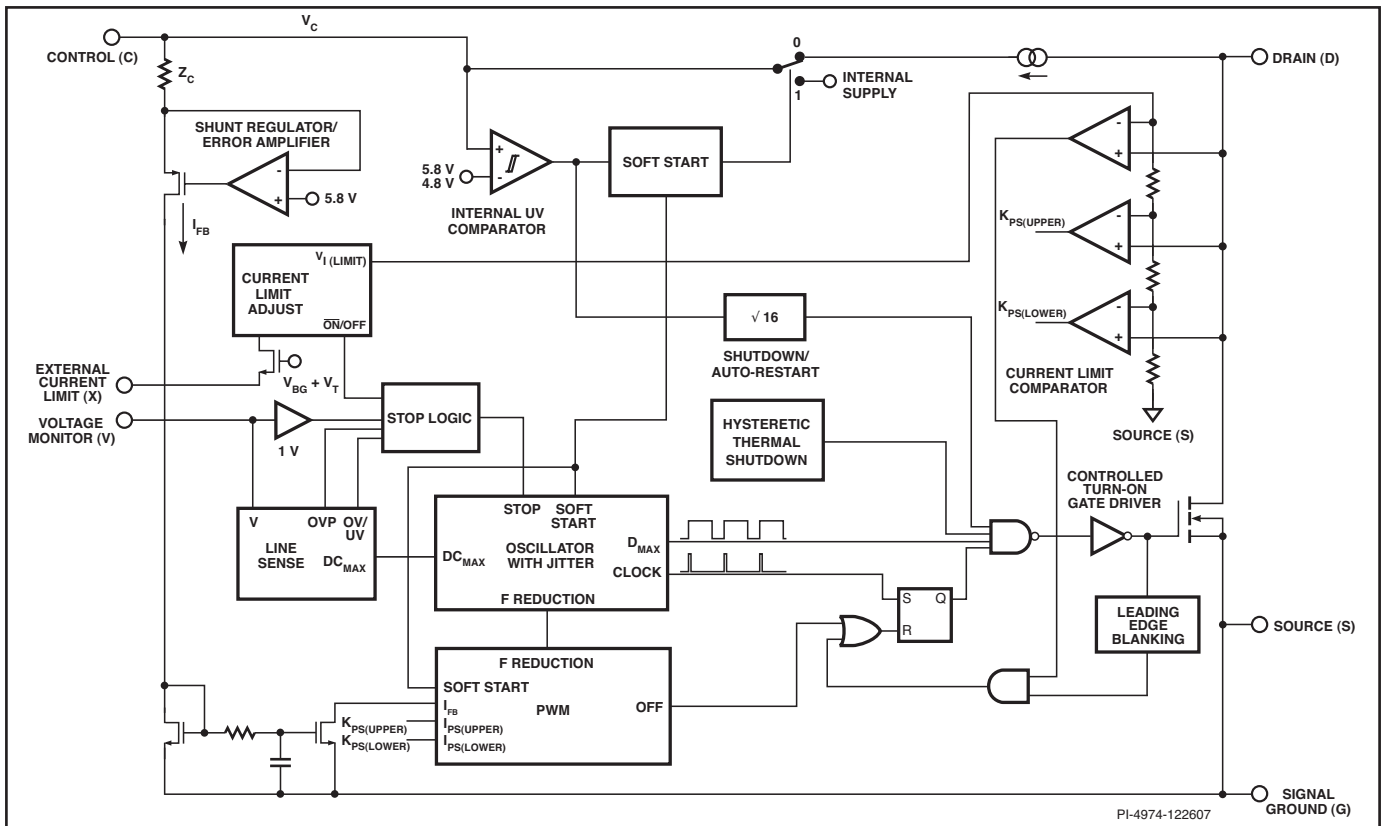 V_C
0
CONTROL (C)
DRAIN (D)
Z_C
INTERNAL
SUPPLY
1
SHUNT REGULATOR/
ERROR AMPLIFIER
-
+
5.8 V
I_FB
+
-
5.8 V
4.8 V
INTERNAL UV
COMPARATOR
SOFT START
-
+
K_PS(UPPER)
-
+
K_PS(LOWER)
-
+
CURRENT LIMIT
COMPARATOR
SOURCE (S)
V_I (LIMIT)
CURRENT
LIMIT
ADJUST
O̅N̅/OFF
√ 16
SHUTDOWN/
AUTO-RESTART
V_BG + V_T
EXTERNAL
CURRENT
LIMIT (X)
VOLTAGE
MONITOR (V)
1 V
STOP LOGIC
HYSTERETIC
THERMAL
SHUTDOWN
CONTROLLED
TURN-ON
GATE DRIVER
V
OVP
OV/
UV
LINE
SENSE
DC_MAX
STOP
SOFT
START
DC_MAX
OSCILLATOR
WITH JITTER
D_MAX
CLOCK
F REDUCTION
S
Q
R
LEADING
EDGE
BLANKING
SOURCE (S)
F REDUCTION
SOFT START
I_FB
PWM
OFF
K_PS(UPPER)
I_PS(UPPER)
K_PS(LOWER)
I_PS(LOWER)
SIGNAL
GROUND (G)
PI-4974-122607